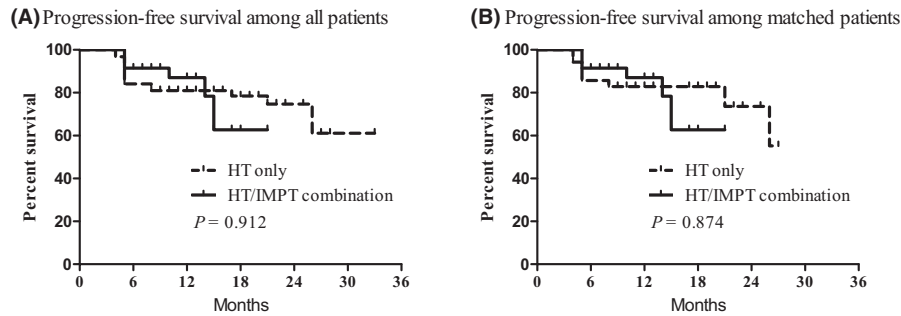 (A) Progression-free survival among all patients
100
80
60
40
20
0
Percent survival
HT only
HT/IMPT combination
P = 0.912
0 6 12 18 24 30 36
Months
(B) Progression-free survival among matched patients
100
80
60
40
20
0
Percent survival
HT only
HT/IMPT combination
P = 0.874
0 6 12 18 24 30 36
Months